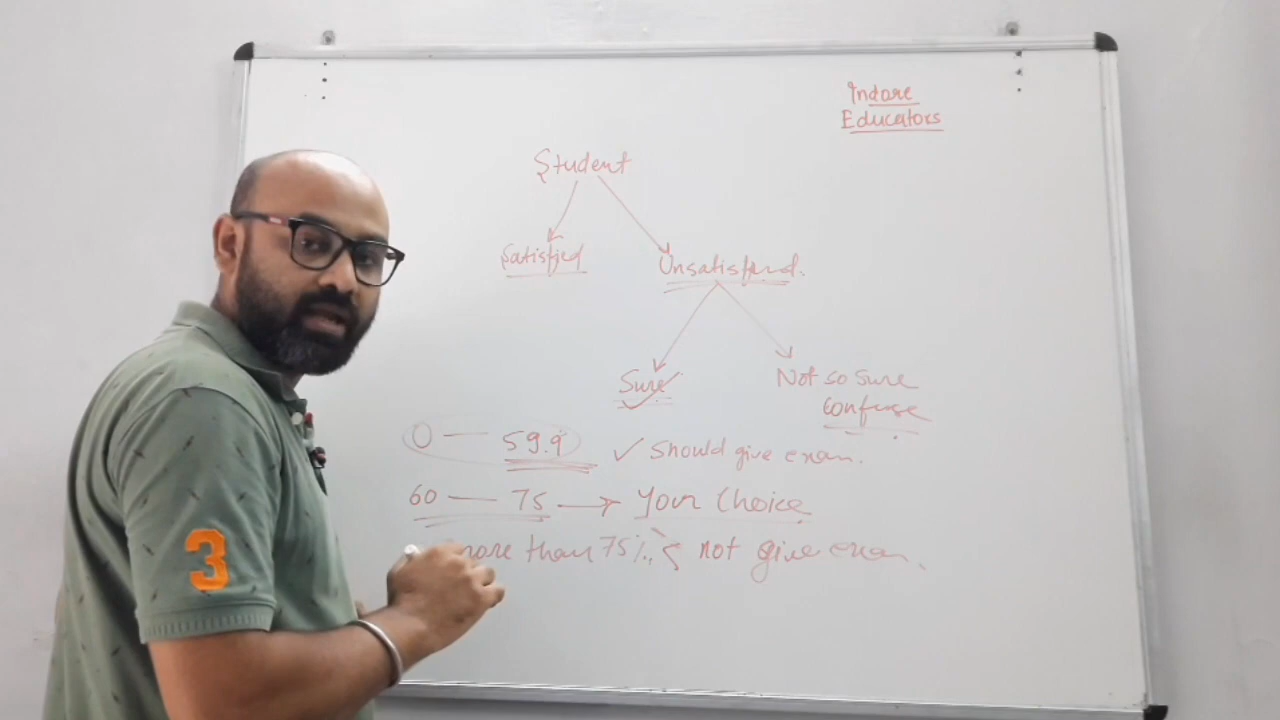 Indore
Educators
Student
Satisfied
Unsatisfied.
Sure
Not so sure
confuse
0 — 59.9 ✓ Should give exam.
60 — 75 → Your Choice
more than 75% not give exam.
3